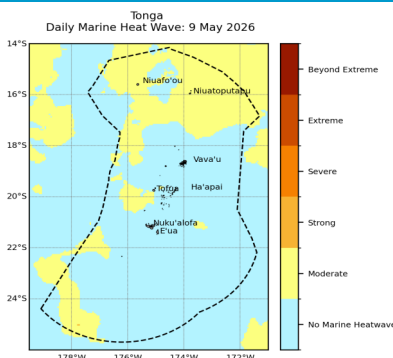 Tonga
Daily Marine Heat Wave: 9 May 2026
14°S
16°S
18°S
20°S
22°S
24°S
178°W
176°W
174°W
172°W
Niuafo'ou
Niuatoputapu
Vava'u
Tofua
Ha'apai
Nuku'alofa
E'ua
Beyond Extreme
Extreme
Severe
Strong
Moderate
No Marine Heatwave